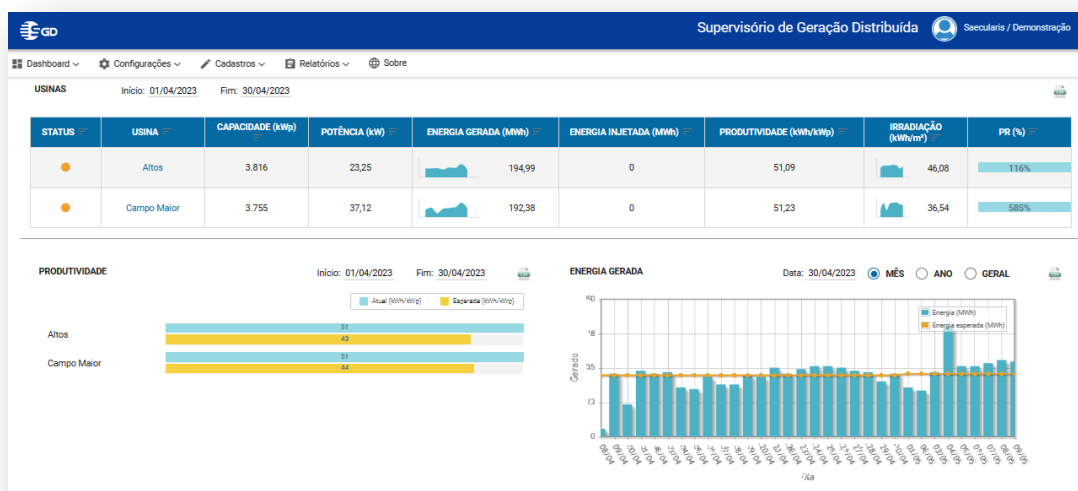 GD
Supervisório de Geração Distribuída
Saecularis / Demonstração
Dashboard
Configurações
Cadastros
Relatórios
Sobre
USINAS
Início: 01/04/2023
Fim: 30/04/2023
STATUS
USINA
CAPACIDADE (kWp)
POTÊNCIA (kW)
ENERGIA GERADA (MWh)
ENERGIA INJETADA (MWh)
PRODUTIVIDADE (kWh/kWp)
IRRADIAÇÃO
(kWh/m²)
PR (%)
Altos
3.816
23,25
194,99
0
51,09
46,08
116%
Campo Maior
3.755
37,12
192,38
0
51,23
36,54
585%
PRODUTIVIDADE
Início: 01/04/2023
Fim: 30/04/2023
Atual (kWh/kWp)
Esperada (kWh/kWp)
Altos
51
43
Campo Maior
51
44
ENERGIA GERADA
Data: 30/04/2023
MÊS
ANO
GERAL
Energia (MWh)
Energia esperada (MWh)
Gerado
13
0
08/04
09/04